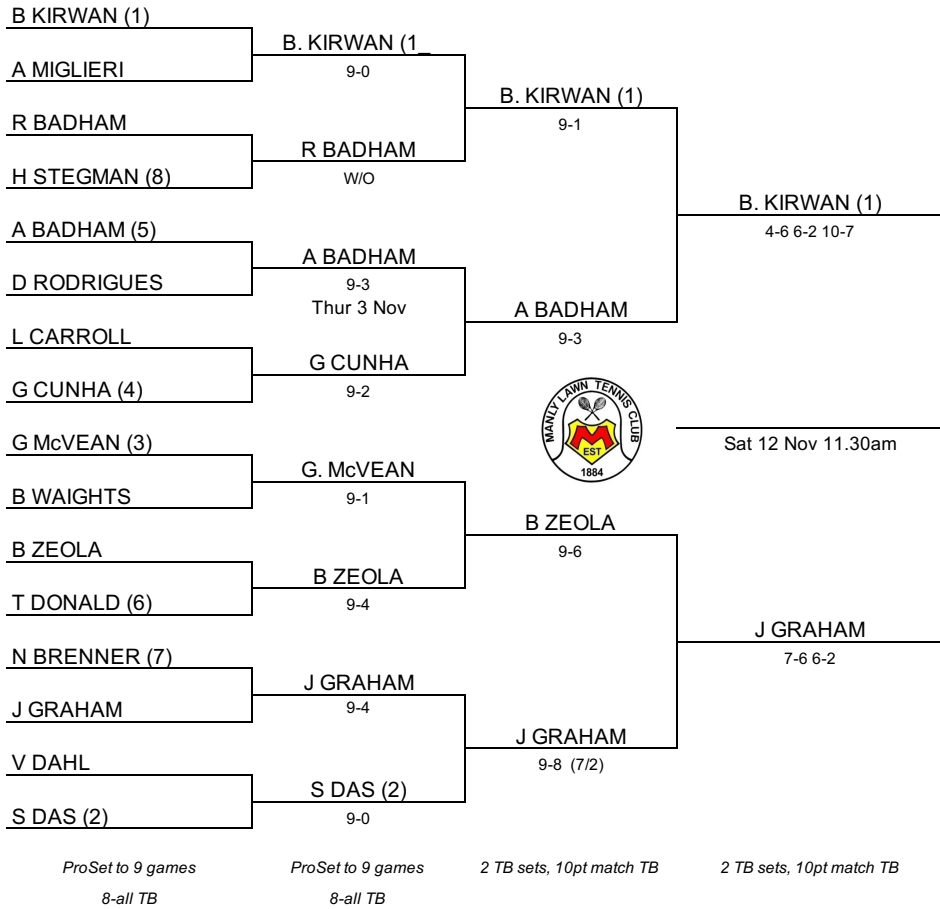 B KIRWAN (1)
A MIGLIERI
R BADHAM
H STEGMAN (8)
A BADHAM (5)
D RODRIGUES
L CARROLL
G CUNHA (4)
G McVEAN (3)
B WAIGHTS
B ZEOLA
T DONALD (6)
N BRENNER (7)
J GRAHAM
V DAHL
S DAS (2)
ProSet to 9 games
8-all TB
B. KIRWAN (1_
9-0
R BADHAM
W/O
A BADHAM
9-3
Thur 3 Nov
G CUNHA
9-2
G. McVEAN
9-1
B ZEOLA
9-4
J GRAHAM
9-4
S DAS (2)
9-0
ProSet to 9 games
8-all TB
B. KIRWAN (1)
9-1
A BADHAM
9-3
MANLY LAWN TENNIS CLUB
M
EST
1884
B ZEOLA
9-6
J GRAHAM
9-8 (7/2)
2 TB sets, 10pt match TB
B. KIRWAN (1)
4-6 6-2 10-7
Sat 12 Nov 11.30am
J GRAHAM
7-6 6-2
2 TB sets, 10pt match TB